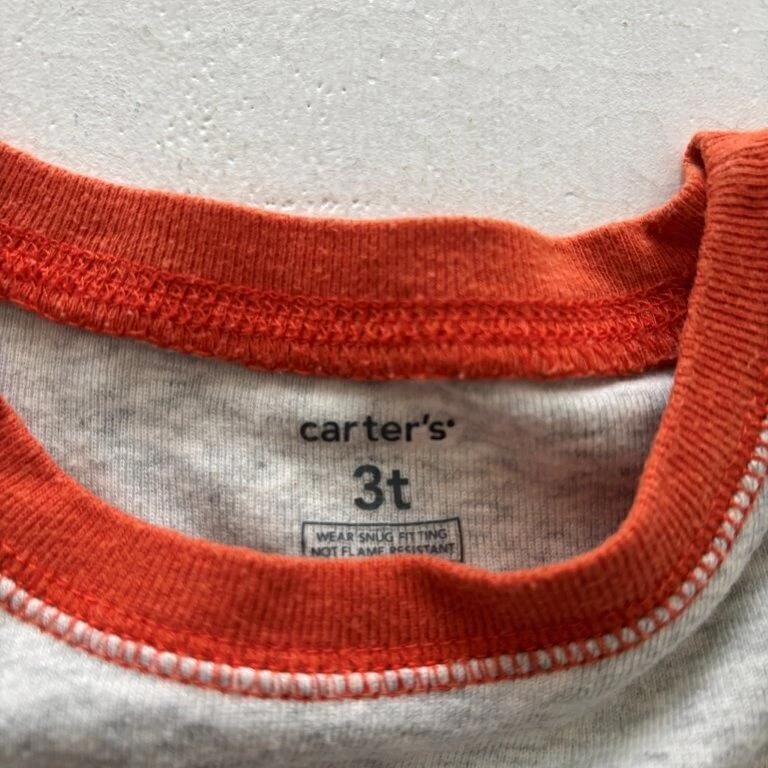 carter's
3t
WEAR SNUG FITTING
NOT FLAME RESISTANT